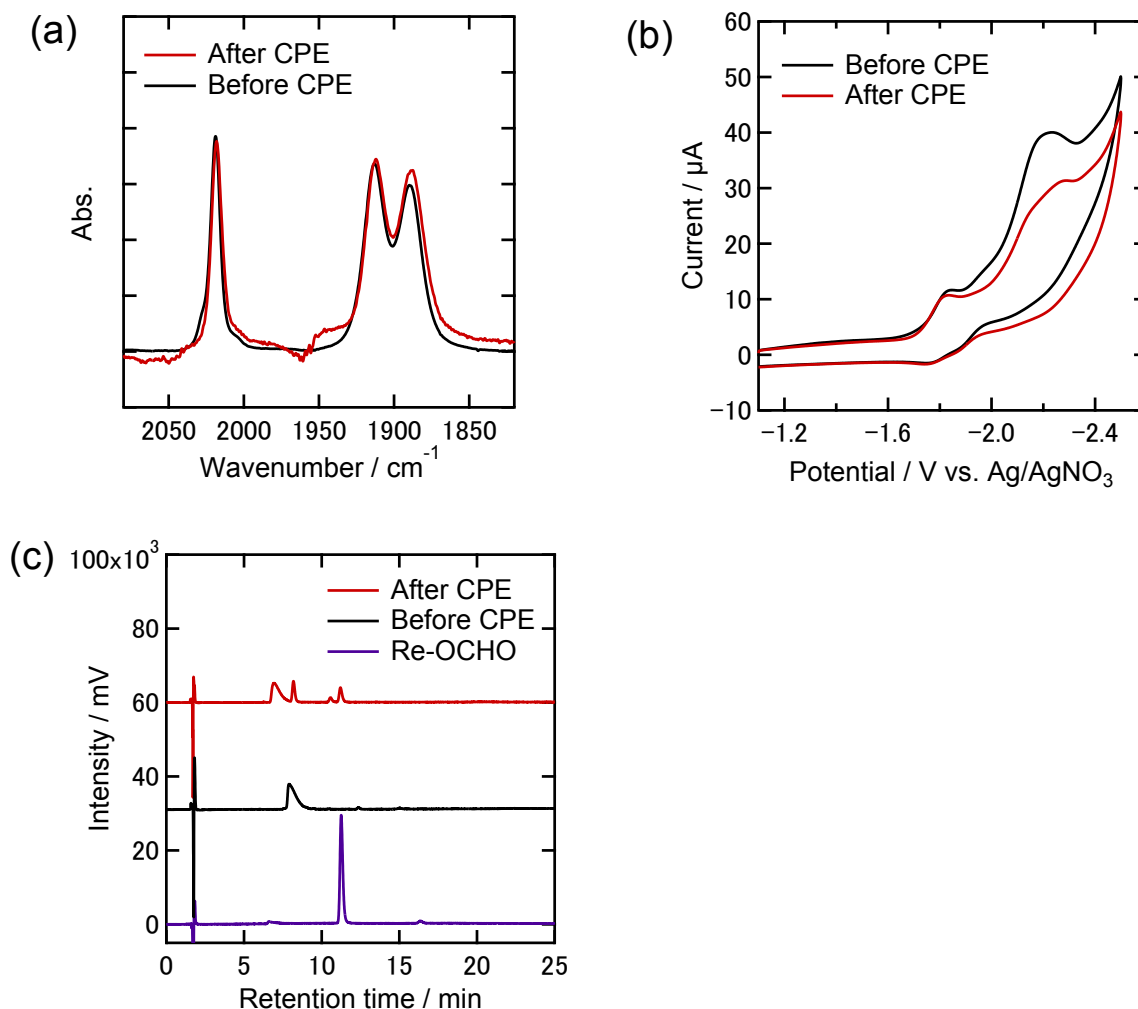 (a)
After CPE
Before CPE
Abs.
2050 2000 1950 1900 1850
Wavenumber / cm-1
(b)
Before CPE
After CPE
Current / µA
60
50
40
30
20
10
0
−10
−1.2 −1.6 −2.0 −2.4
Potential / V vs. Ag/AgNO3
(c)
After CPE
Before CPE
Re-OCHO
Intensity / mV
100x103
80
60
40
20
0
0 5 10 15 20 25
Retention time / min